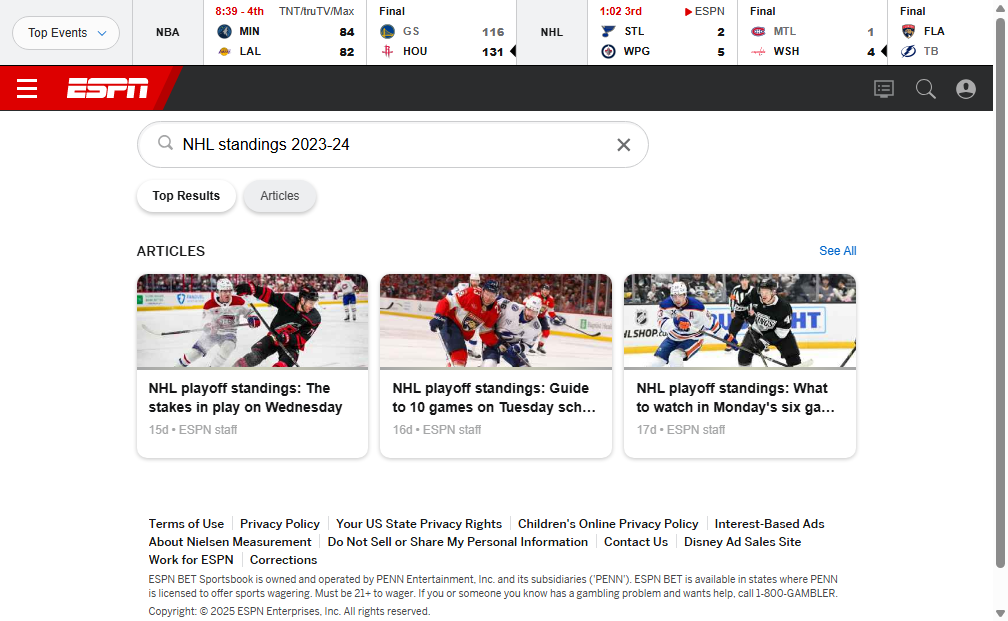 Top Events
NBA
8:39 - 4th TNT/truTV/Max
MIN 84
LAL 82
Final
GS 116
HOU 131
NHL
1:02 3rd ESPN
STL 2
WPG 5
Final
MTL 1
WSH 4
Final
FLA
TB
ESPN
NHL standings 2023-24
Top Results
Articles
ARTICLES
See All
NHL playoff standings: The
stakes in play on Wednesday
15d • ESPN staff
NHL playoff standings: Guide
to 10 games on Tuesday sch...
16d • ESPN staff
NHL playoff standings: What
to watch in Monday's six ga...
17d • ESPN staff
Terms of Use Privacy Policy Your US State Privacy Rights Children's Online Privacy Policy Interest-Based Ads
About Nielsen Measurement Do Not Sell or Share My Personal Information Contact Us Disney Ad Sales Site
Work for ESPN Corrections
ESPN BET Sportsbook is owned and operated by PENN Entertainment, Inc. and its subsidiaries ('PENN'). ESPN BET is available in states where PENN
is licensed to offer sports wagering. Must be 21+ to wager. If you or someone you know has a gambling problem and wants help, call 1-800-GAMBLER.
Copyright: © 2025 ESPN Enterprises, Inc. All rights reserved.